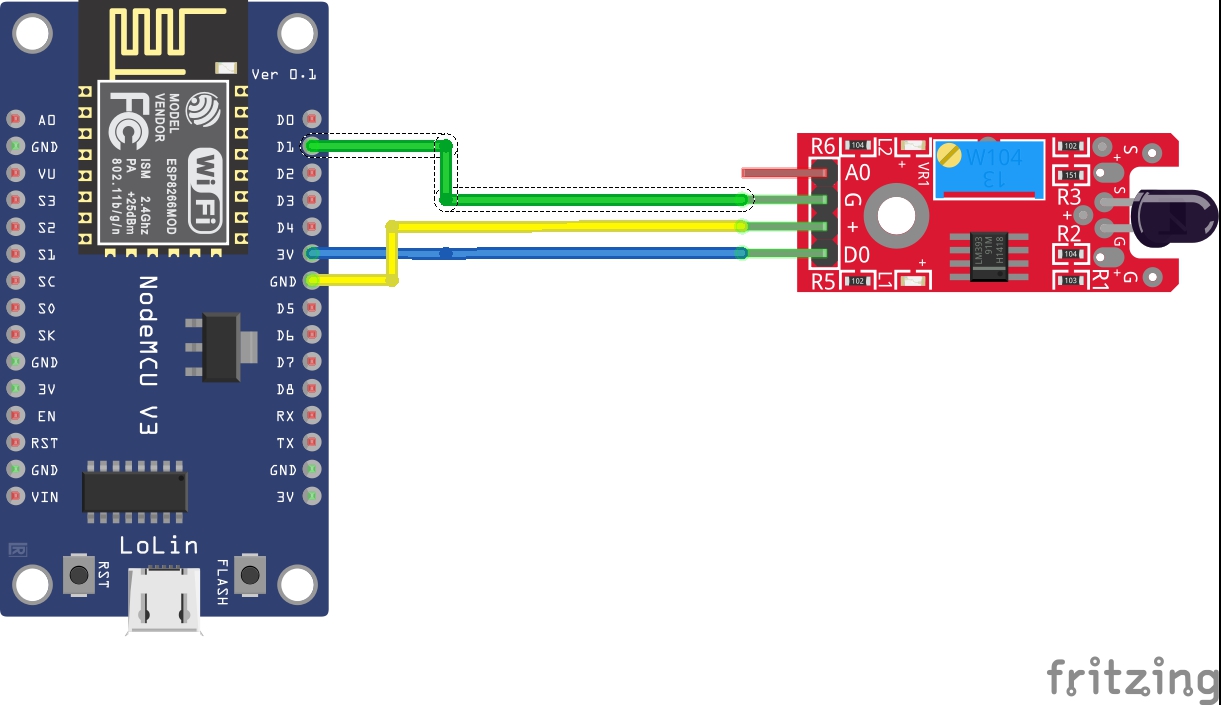 Ver 0.1
MODEL
VENDOR
ISM 2.4GHz
PA +25dBm
802.11b/g/n
ESP8266MOD
FC
WiFi
A0
GND
VU
S3
S2
S1
SC
S0
SK
GND
3V
EN
RST
GND
VIN
D0
D1
D2
D3
D4
3V
GND
D5
D6
D7
D8
RX
TX
GND
3V
NodeMCU V3
LoLin
RST
FLASH
R6
104
L2
A0
G
+
D0
R5
102
L1
+
+
VR1
W104
13
LM393
91M
H1418
102
151
R3
+
R2
104
103
R1
S
+
S
G
+
G
fritzing